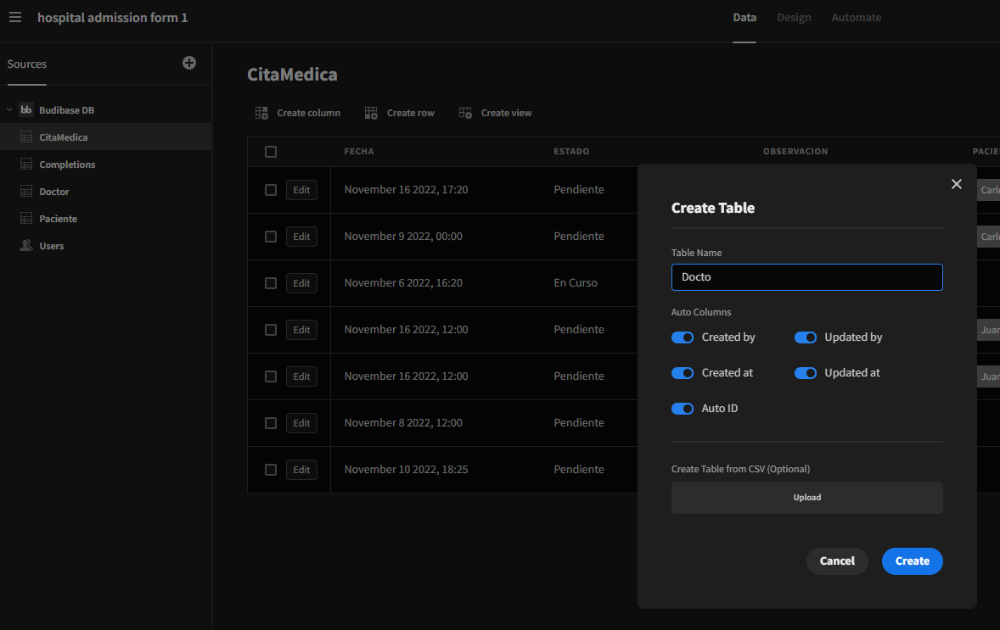 hospital admission form 1
Data Design Automate
Sources
bb Budibase DB
CitaMedica
Completions
Doctor
Paciente
Users
CitaMedica
Create column Create row Create view
FECHA ESTADO OBSERVACION PACIE
Edit November 16 2022, 17:20 Pendiente Carl
Edit November 9 2022, 00:00 Pendiente Carl
Edit November 6 2022, 16:20 En Curso
Edit November 16 2022, 12:00 Pendiente Juan
Edit November 16 2022, 12:00 Pendiente Juan
Edit November 8 2022, 12:00 Pendiente
Edit November 10 2022, 18:25 Pendiente
Create Table
Table Name
Docto
Auto Columns
Created by Updated by
Created at Updated at
Auto ID
Create Table from CSV (Optional)
Upload
Cancel Create